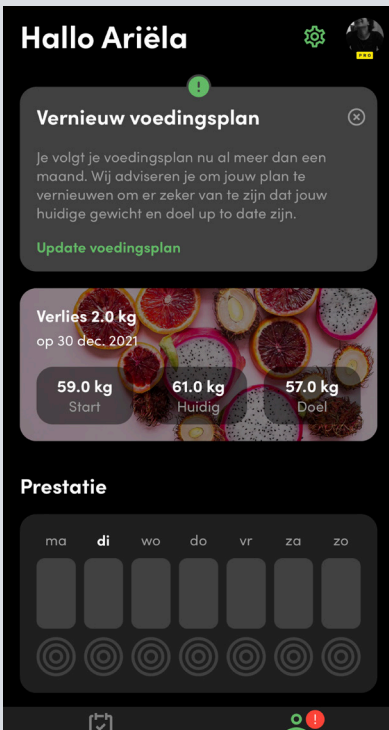 Hallo Ariëla
PRO
!
Vernieuw voedingsplan
Je volgt je voedingsplan nu al meer dan een
maand. Wij adviseren je om jouw plan te
vernieuwen om er zeker van te zijn dat jouw
huidige gewicht en doel up to date zijn.
Update voedingsplan
Verlies 2.0 kg
op 30 dec. 2021
59.0 kg 61.0 kg 57.0 kg
Start Huidig Doel
Prestatie
ma di wo do vr za zo
!